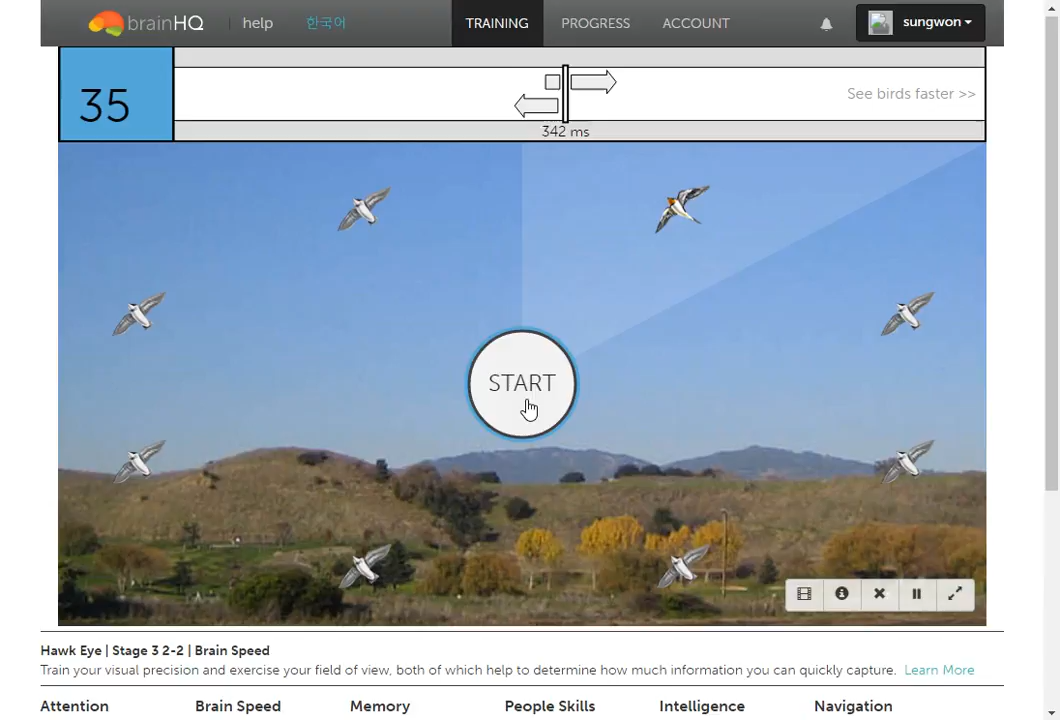 brainHQ help 한국어 TRAINING PROGRESS ACCOUNT sungwon
35
See birds faster >>
342 ms
START
Hawk Eye | Stage 3 2-2 | Brain Speed
Train your visual precision and exercise your field of view, both of which help to determine how much information you can quickly capture. Learn More
Attention Brain Speed Memory People Skills Intelligence Navigation